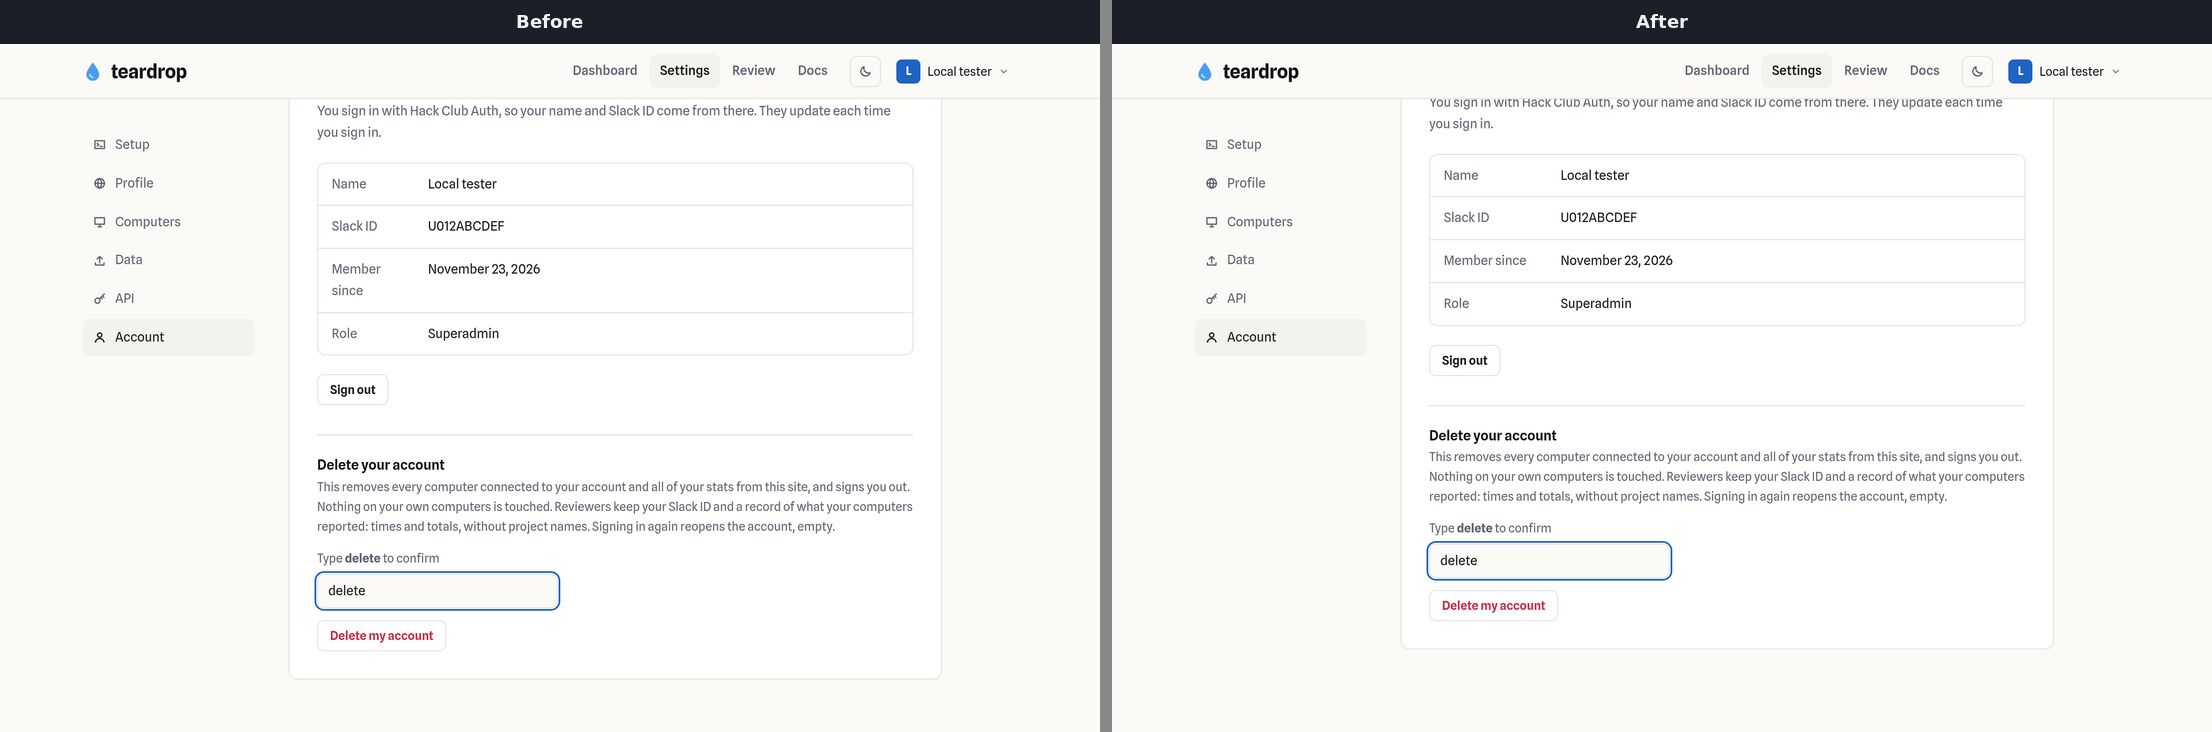 Before
teardrop
Dashboard Settings Review Docs L Local tester
You sign in with Hack Club Auth, so your name and Slack ID come from there. They update each time
you sign in.
Setup
Profile
Computers
Data
API
Account
Name Local tester
Slack ID U012ABCDEF
Member since November 23, 2026
Role Superadmin
Sign out
Delete your account
This removes every computer connected to your account and all of your stats from this site, and signs you out.
Nothing on your own computers is touched. Reviewers keep your Slack ID and a record of what your computers
reported: times and totals, without project names. Signing in again reopens the account, empty.
Type delete to confirm
delete
Delete my account
After
teardrop
Dashboard Settings Review Docs L Local tester
You sign in with Hack Club Auth, so your name and Slack ID come from there. They update each time
you sign in.
Setup
Profile
Computers
Data
API
Account
Name Local tester
Slack ID U012ABCDEF
Member since November 23, 2026
Role Superadmin
Sign out
Delete your account
This removes every computer connected to your account and all of your stats from this site, and signs you out.
Nothing on your own computers is touched. Reviewers keep your Slack ID and a record of what your computers
reported: times and totals, without project names. Signing in again reopens the account, empty.
Type delete to confirm
delete
Delete my account